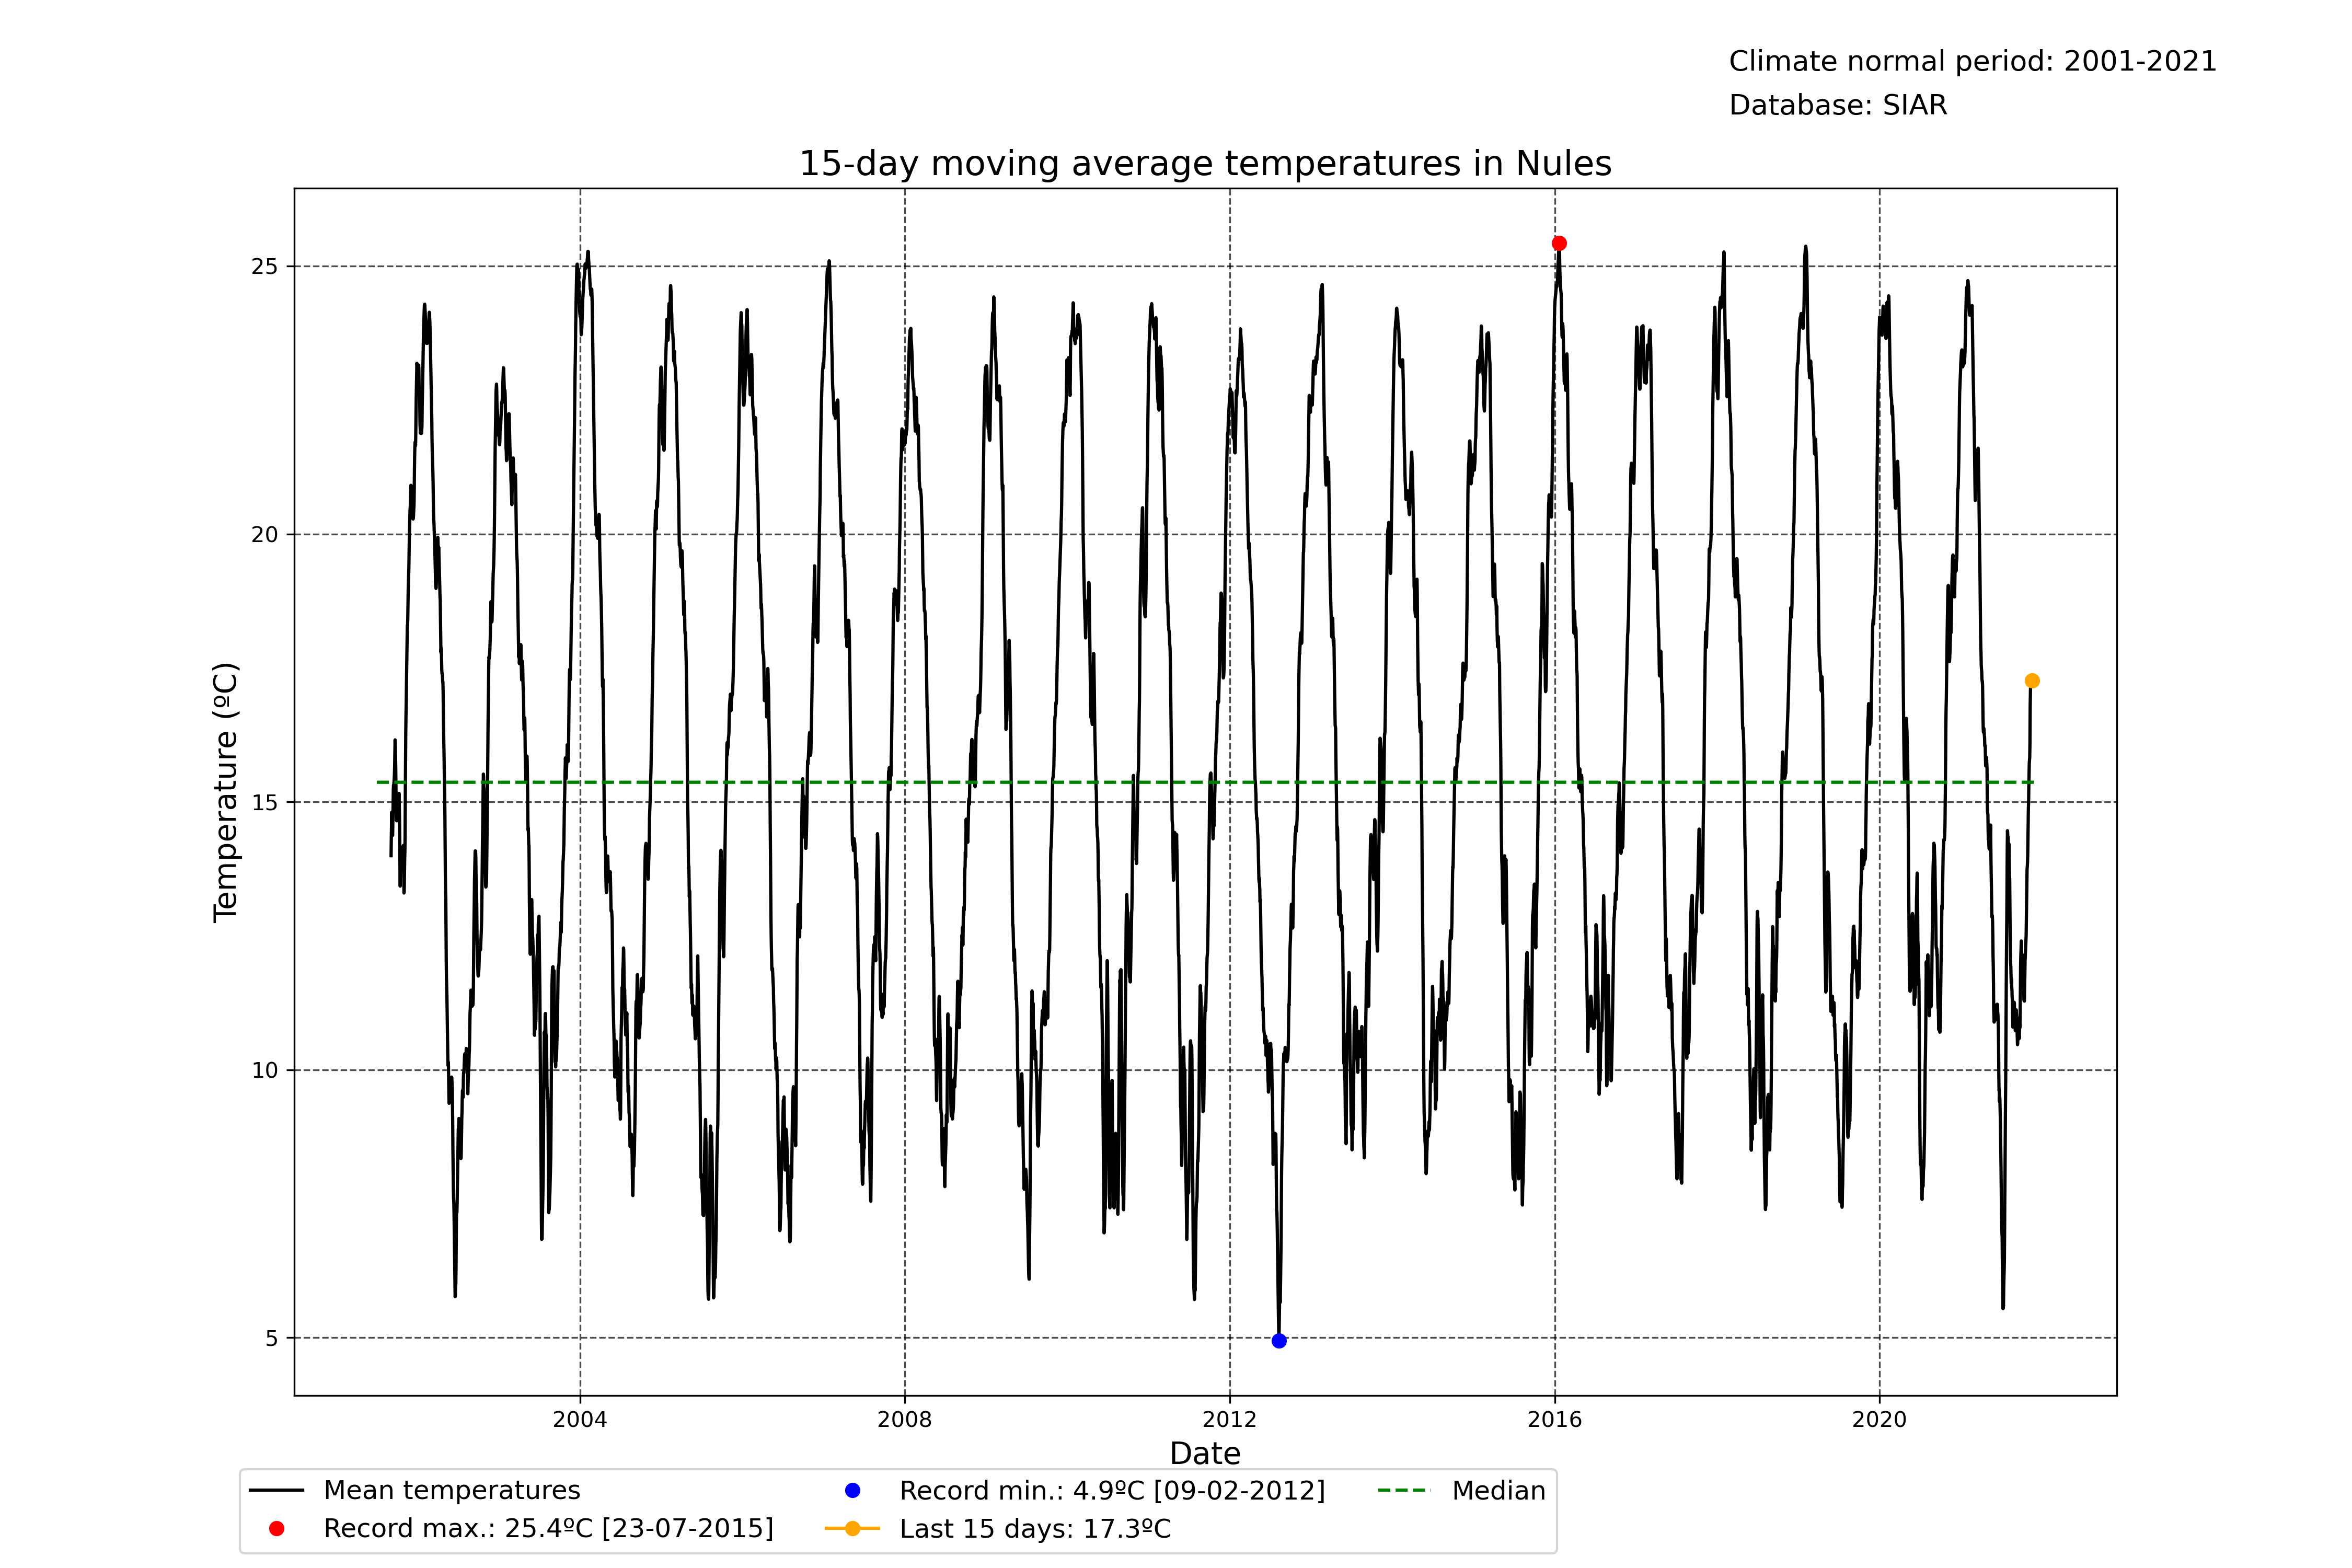 Climate normal period: 2001-2021
Database: SIAR
15-day moving average temperatures in Nules
25
20
15
10
5
Temperature (ºC)
2004
2008
2012
2016
2020
Date
Mean temperatures
Record max.: 25.4ºC [23-07-2015]
Record min.: 4.9ºC [09-02-2012]
Last 15 days: 17.3ºC
Median